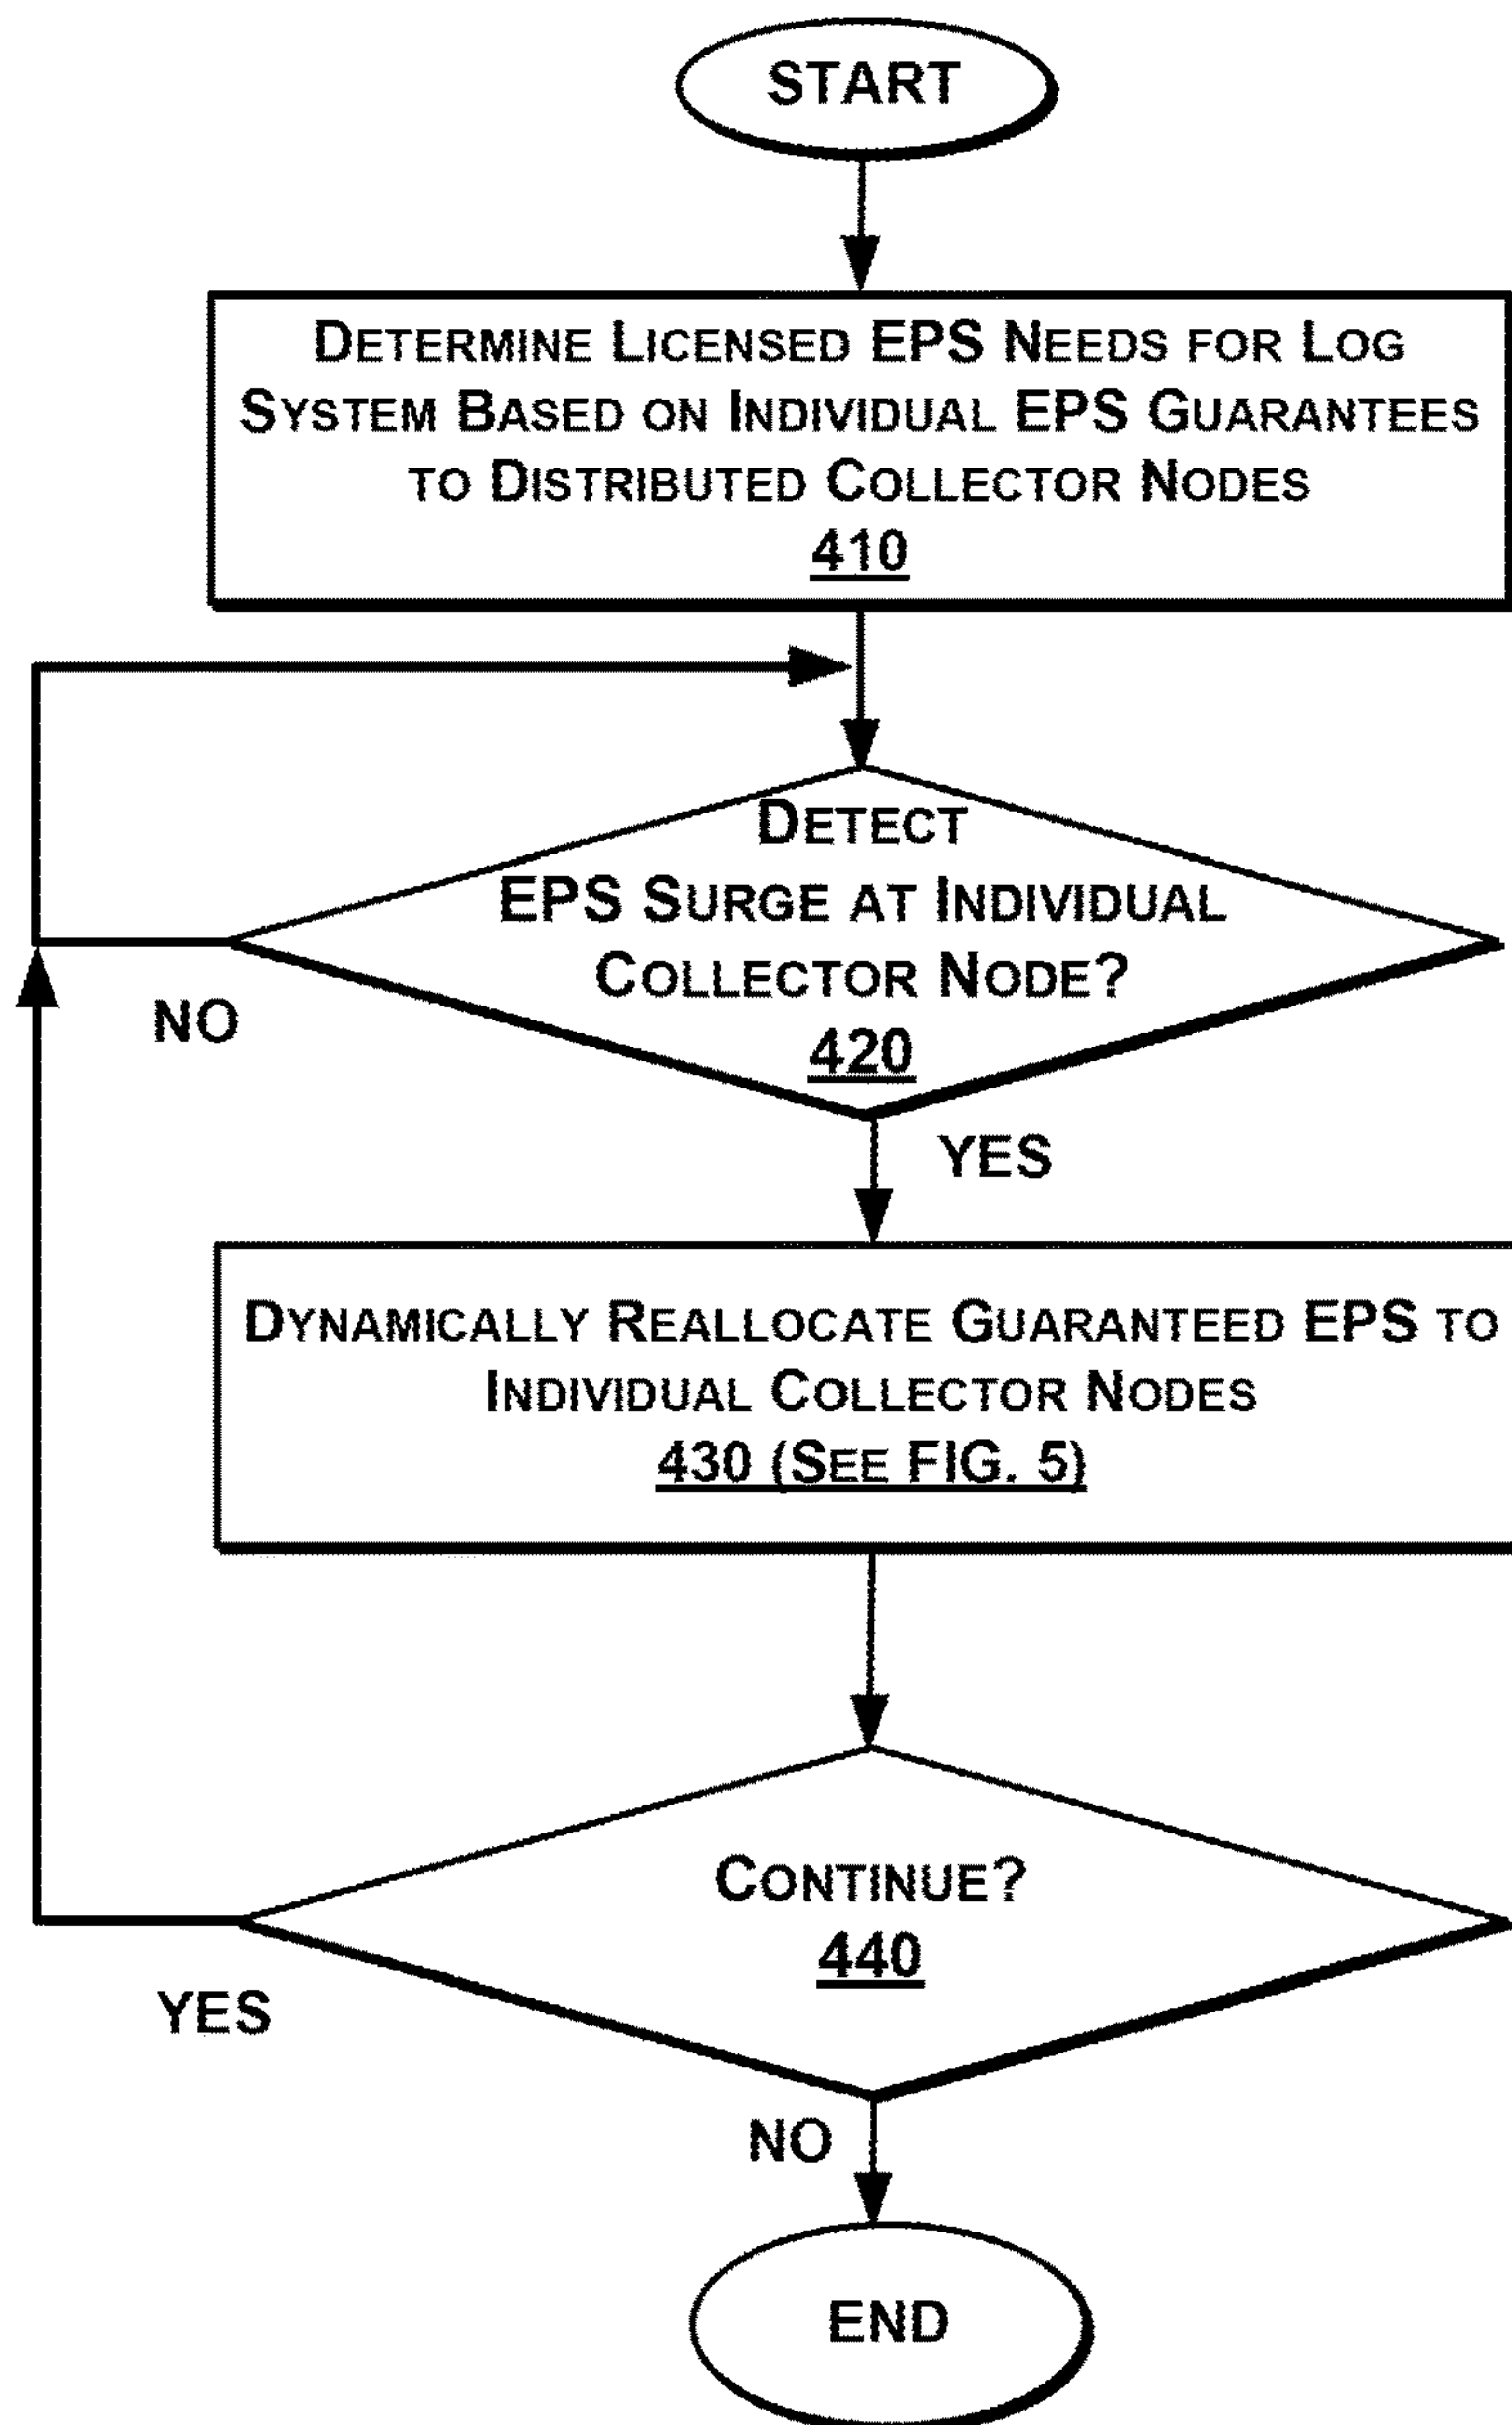 START
DETERMINE LICENSED EPS NEEDS FOR LOG
SYSTEM BASED ON INDIVIDUAL EPS GUARANTEES
TO DISTRIBUTED COLLECTOR NODES
410
DETECT
EPS SURGE AT INDIVIDUAL
COLLECTOR NODE?
420
NO
YES
DYNAMICALLY REALLOCATE GUARANTEED EPS TO
INDIVIDUAL COLLECTOR NODES
430 (SEE FIG. 5)
CONTINUE?
440
YES
NO
END